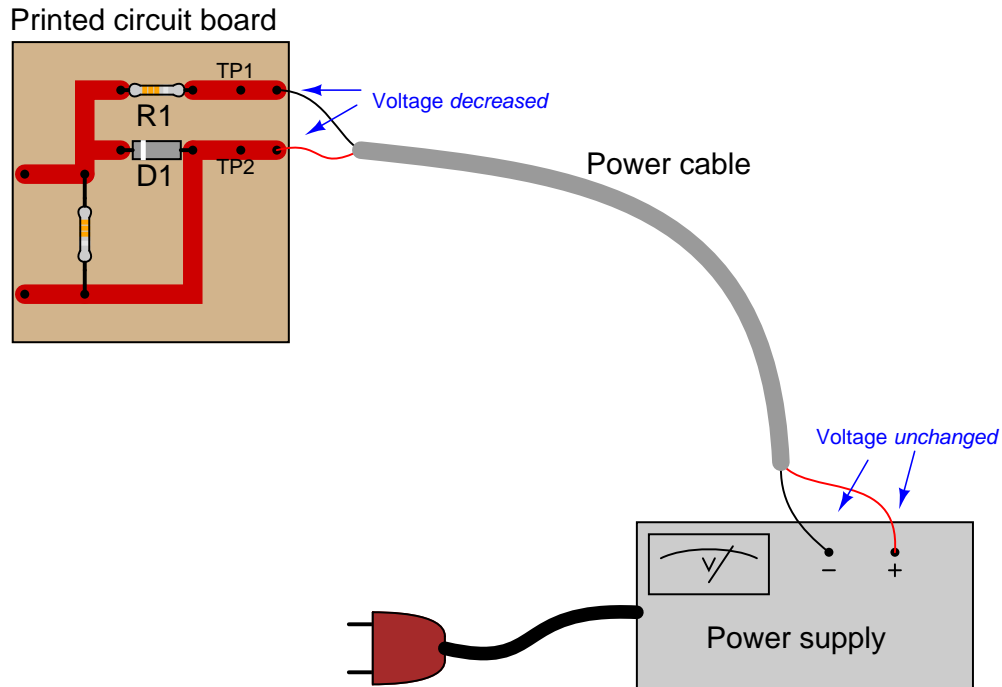 Printed circuit board
TP1
R1
Voltage decreased
D1
TP2
Power cable
Voltage unchanged
V
− +
Power supply